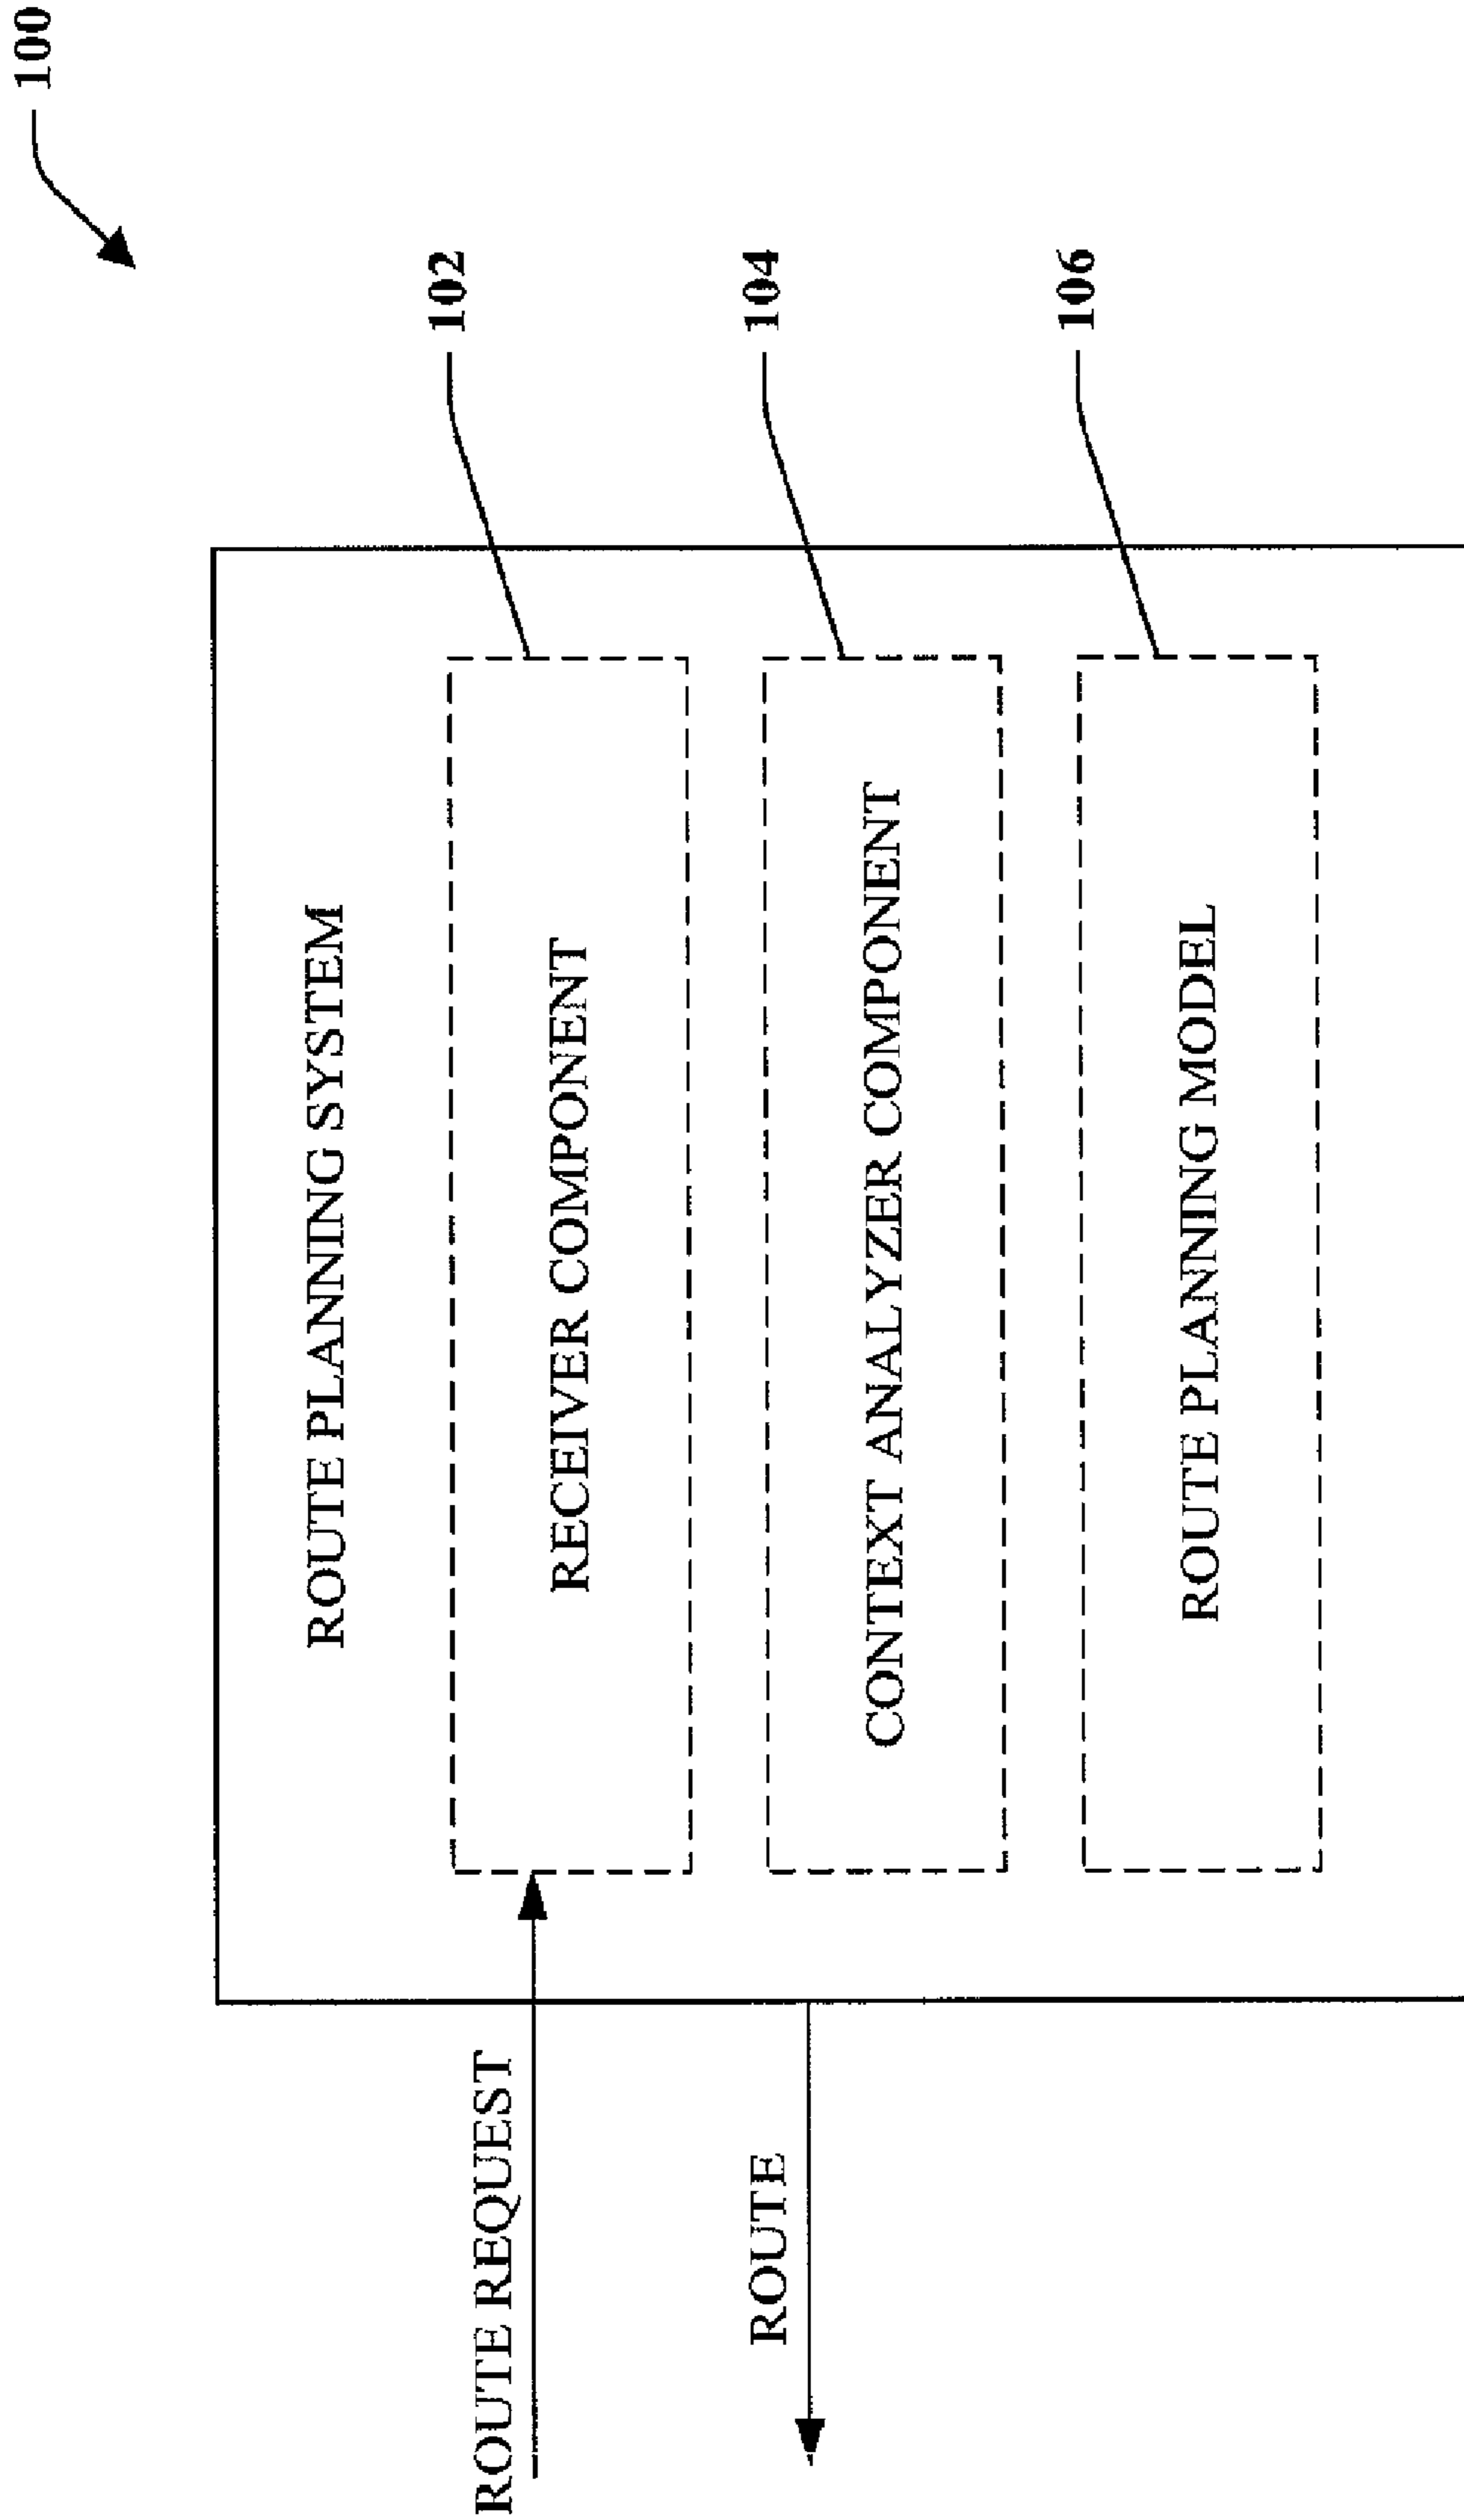 100
ROUTE PLANNING SYSTEM
ROUTE REQUEST
RECEIVER COMPONENT
102
ROUTE
CONTEXT ANALYZER COMPONENT
104
ROUTE PLANNING MODEL
106